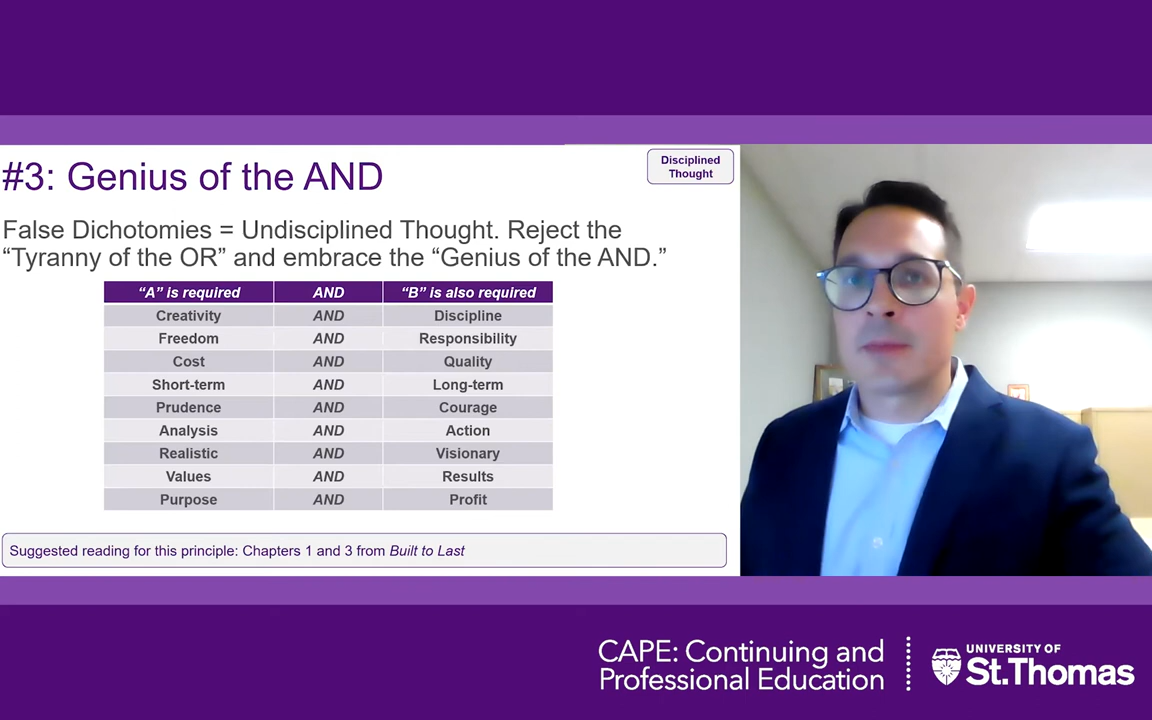 #3: Genius of the AND
Disciplined
Thought
False Dichotomies = Undisciplined Thought. Reject the
“Tyranny of the OR” and embrace the “Genius of the AND.”
“A” is required AND “B” is also required
Creativity AND Discipline
Freedom AND Responsibility
Cost AND Quality
Short-term AND Long-term
Prudence AND Courage
Analysis AND Action
Realistic AND Visionary
Values AND Results
Purpose AND Profit
Suggested reading for this principle: Chapters 1 and 3 from Built to Last
CAPE: Continuing and
Professional Education
UNIVERSITY OF
St.Thomas